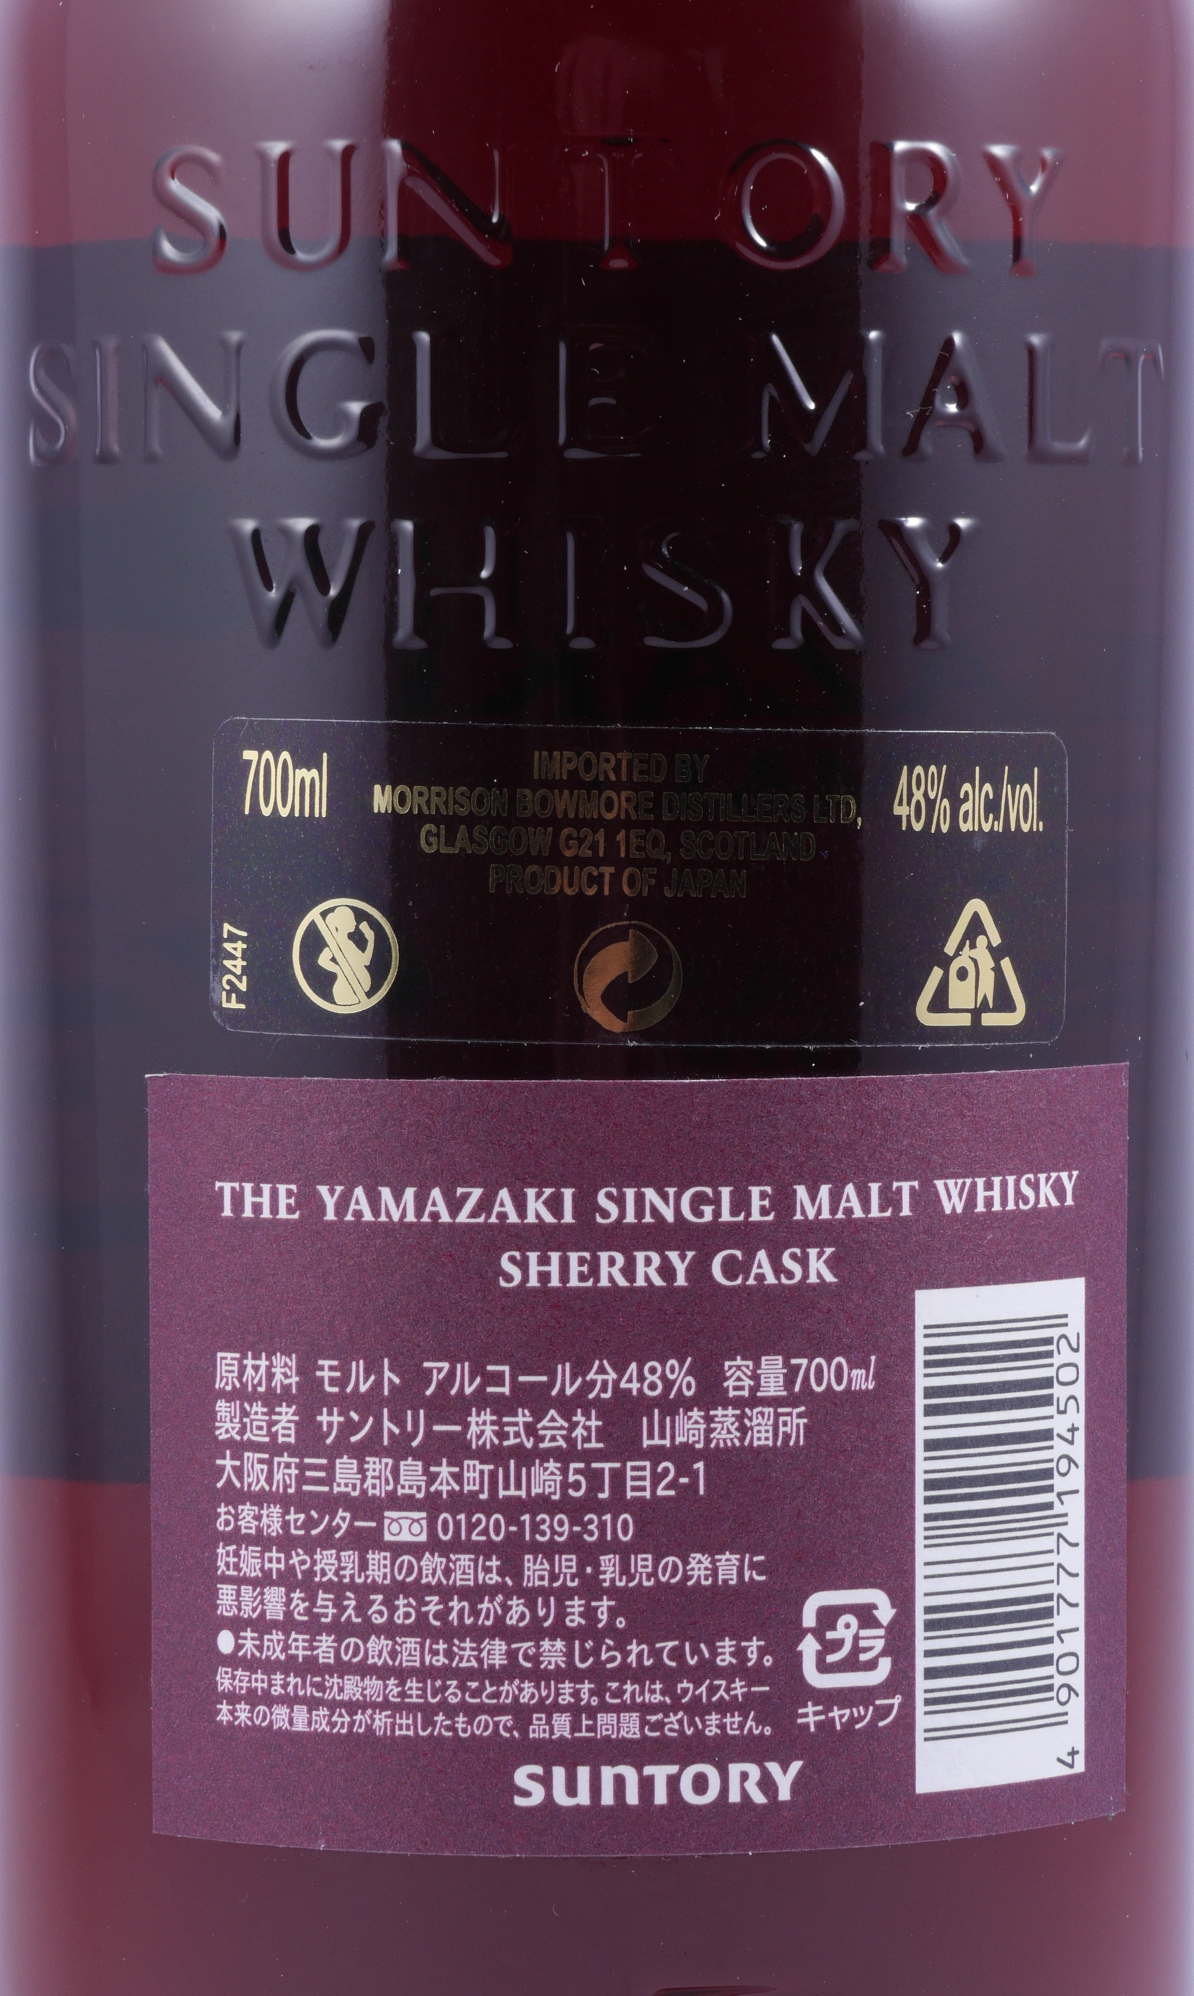 SUNTORY
SINGLE MALT
WHISKY
700ml
IMPORTED BY
MORRISON BOWMORE DISTILLERS LTD,
GLASGOW G21 1EQ, SCOTLAND
PRODUCT OF JAPAN
48% alc./vol.
F2447
THE YAMAZAKI SINGLE MALT WHISKY
SHERRY CASK
原材料 モルト アルコール分48% 容量700ml
製造者 サントリー株式会社 山崎蒸溜所
大阪府三島郡島本町山崎5丁目2-1
お客様センター 0120-139-310
妊娠中や授乳期の飲酒は、胎児・乳児の発育に
悪影響を与えるおそれがあります。
●未成年者の飲酒は法律で禁じられています。
保存中まれに沈殿物を生じることがあります。これは、ウイスキー
本来の微量成分が析出したもので、品質上問題ございません。
プラ
キャップ
4 901777 194502
SUNTORY